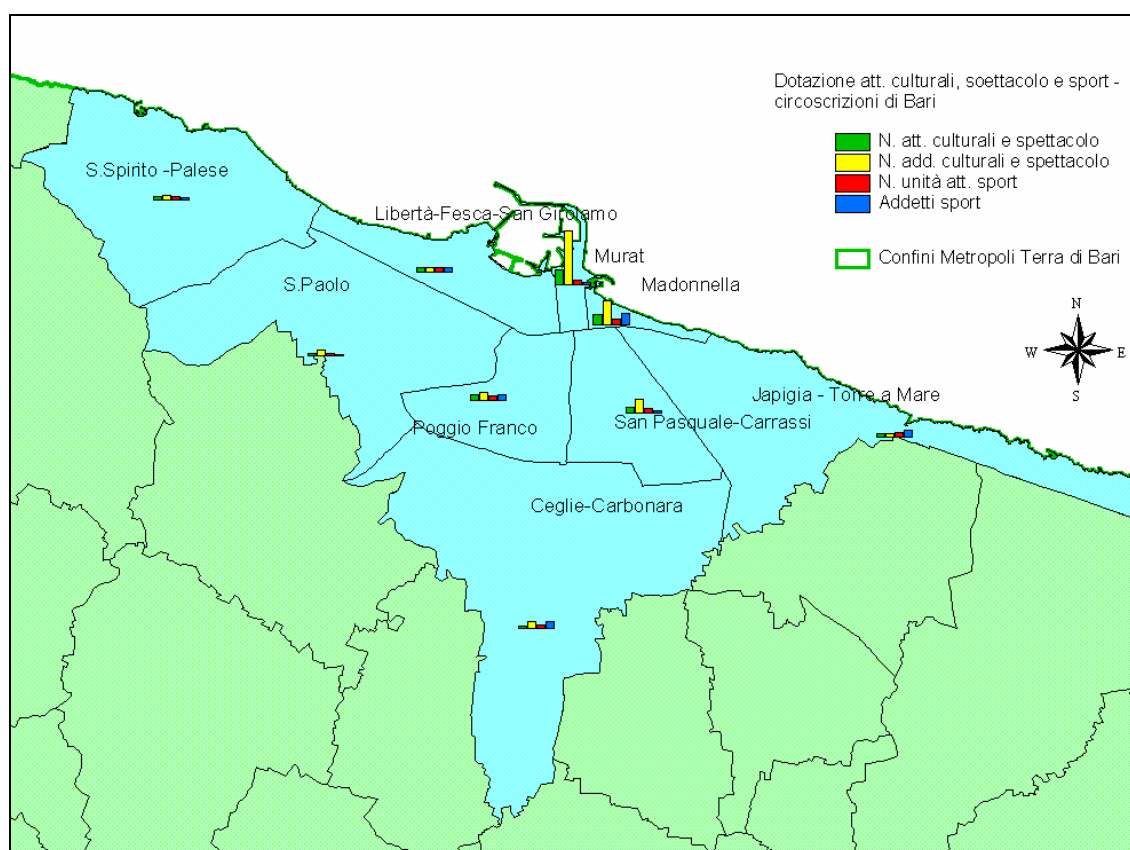 Dotazione att. culturali, soettacolo e sport -
circoscrizioni di Bari
N. att. culturali e spettacolo
N. add. culturali e spettacolo
N. unità att. sport
Addetti sport
Confini Metropoli Terra di Bari
S.Spirito -Palese
Libertà-Fesca-San Girolamo
Murat
S.Paolo
Madonnella
N
W
E
S
Japigia - Torre a Mare
Poggio Franco
San Pasquale-Carrassi
Ceglie-Carbonara